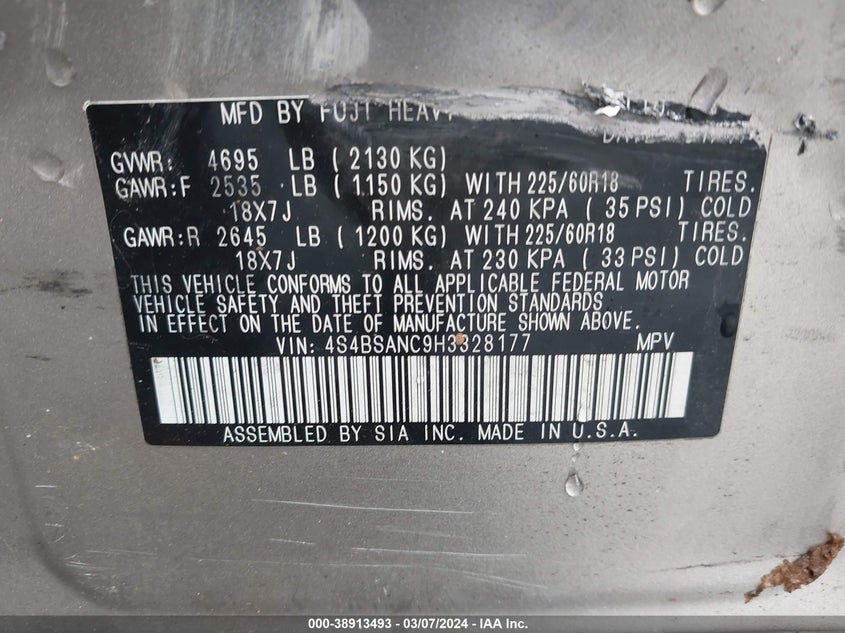 MFD BY FUJI HEAVY
GVWR: 4695 LB ( 2130 KG)
GAWR:F 2535 LB ( 1150 KG) WITH 225/60R18 TIRES.
18X7J RIMS. AT 240 KPA ( 35 PSI) COLD
GAWR:R 2645 LB ( 1200 KG) WITH 225/60R18 TIRES.
18X7J RIMS. AT 230 KPA ( 33 PSI) COLD
THIS VEHICLE CONFORMS TO ALL APPLICABLE FEDERAL MOTOR
VEHICLE SAFETY AND THEFT PREVENTION STANDARDS
IN EFFECT ON THE DATE OF MANUFACTURE SHOWN ABOVE.
VIN: 4S4BSANC9H3328177 MPV
ASSEMBLED BY SIA INC. MADE IN U.S.A.
000-38913493 - 03/07/2024 - IAA Inc.